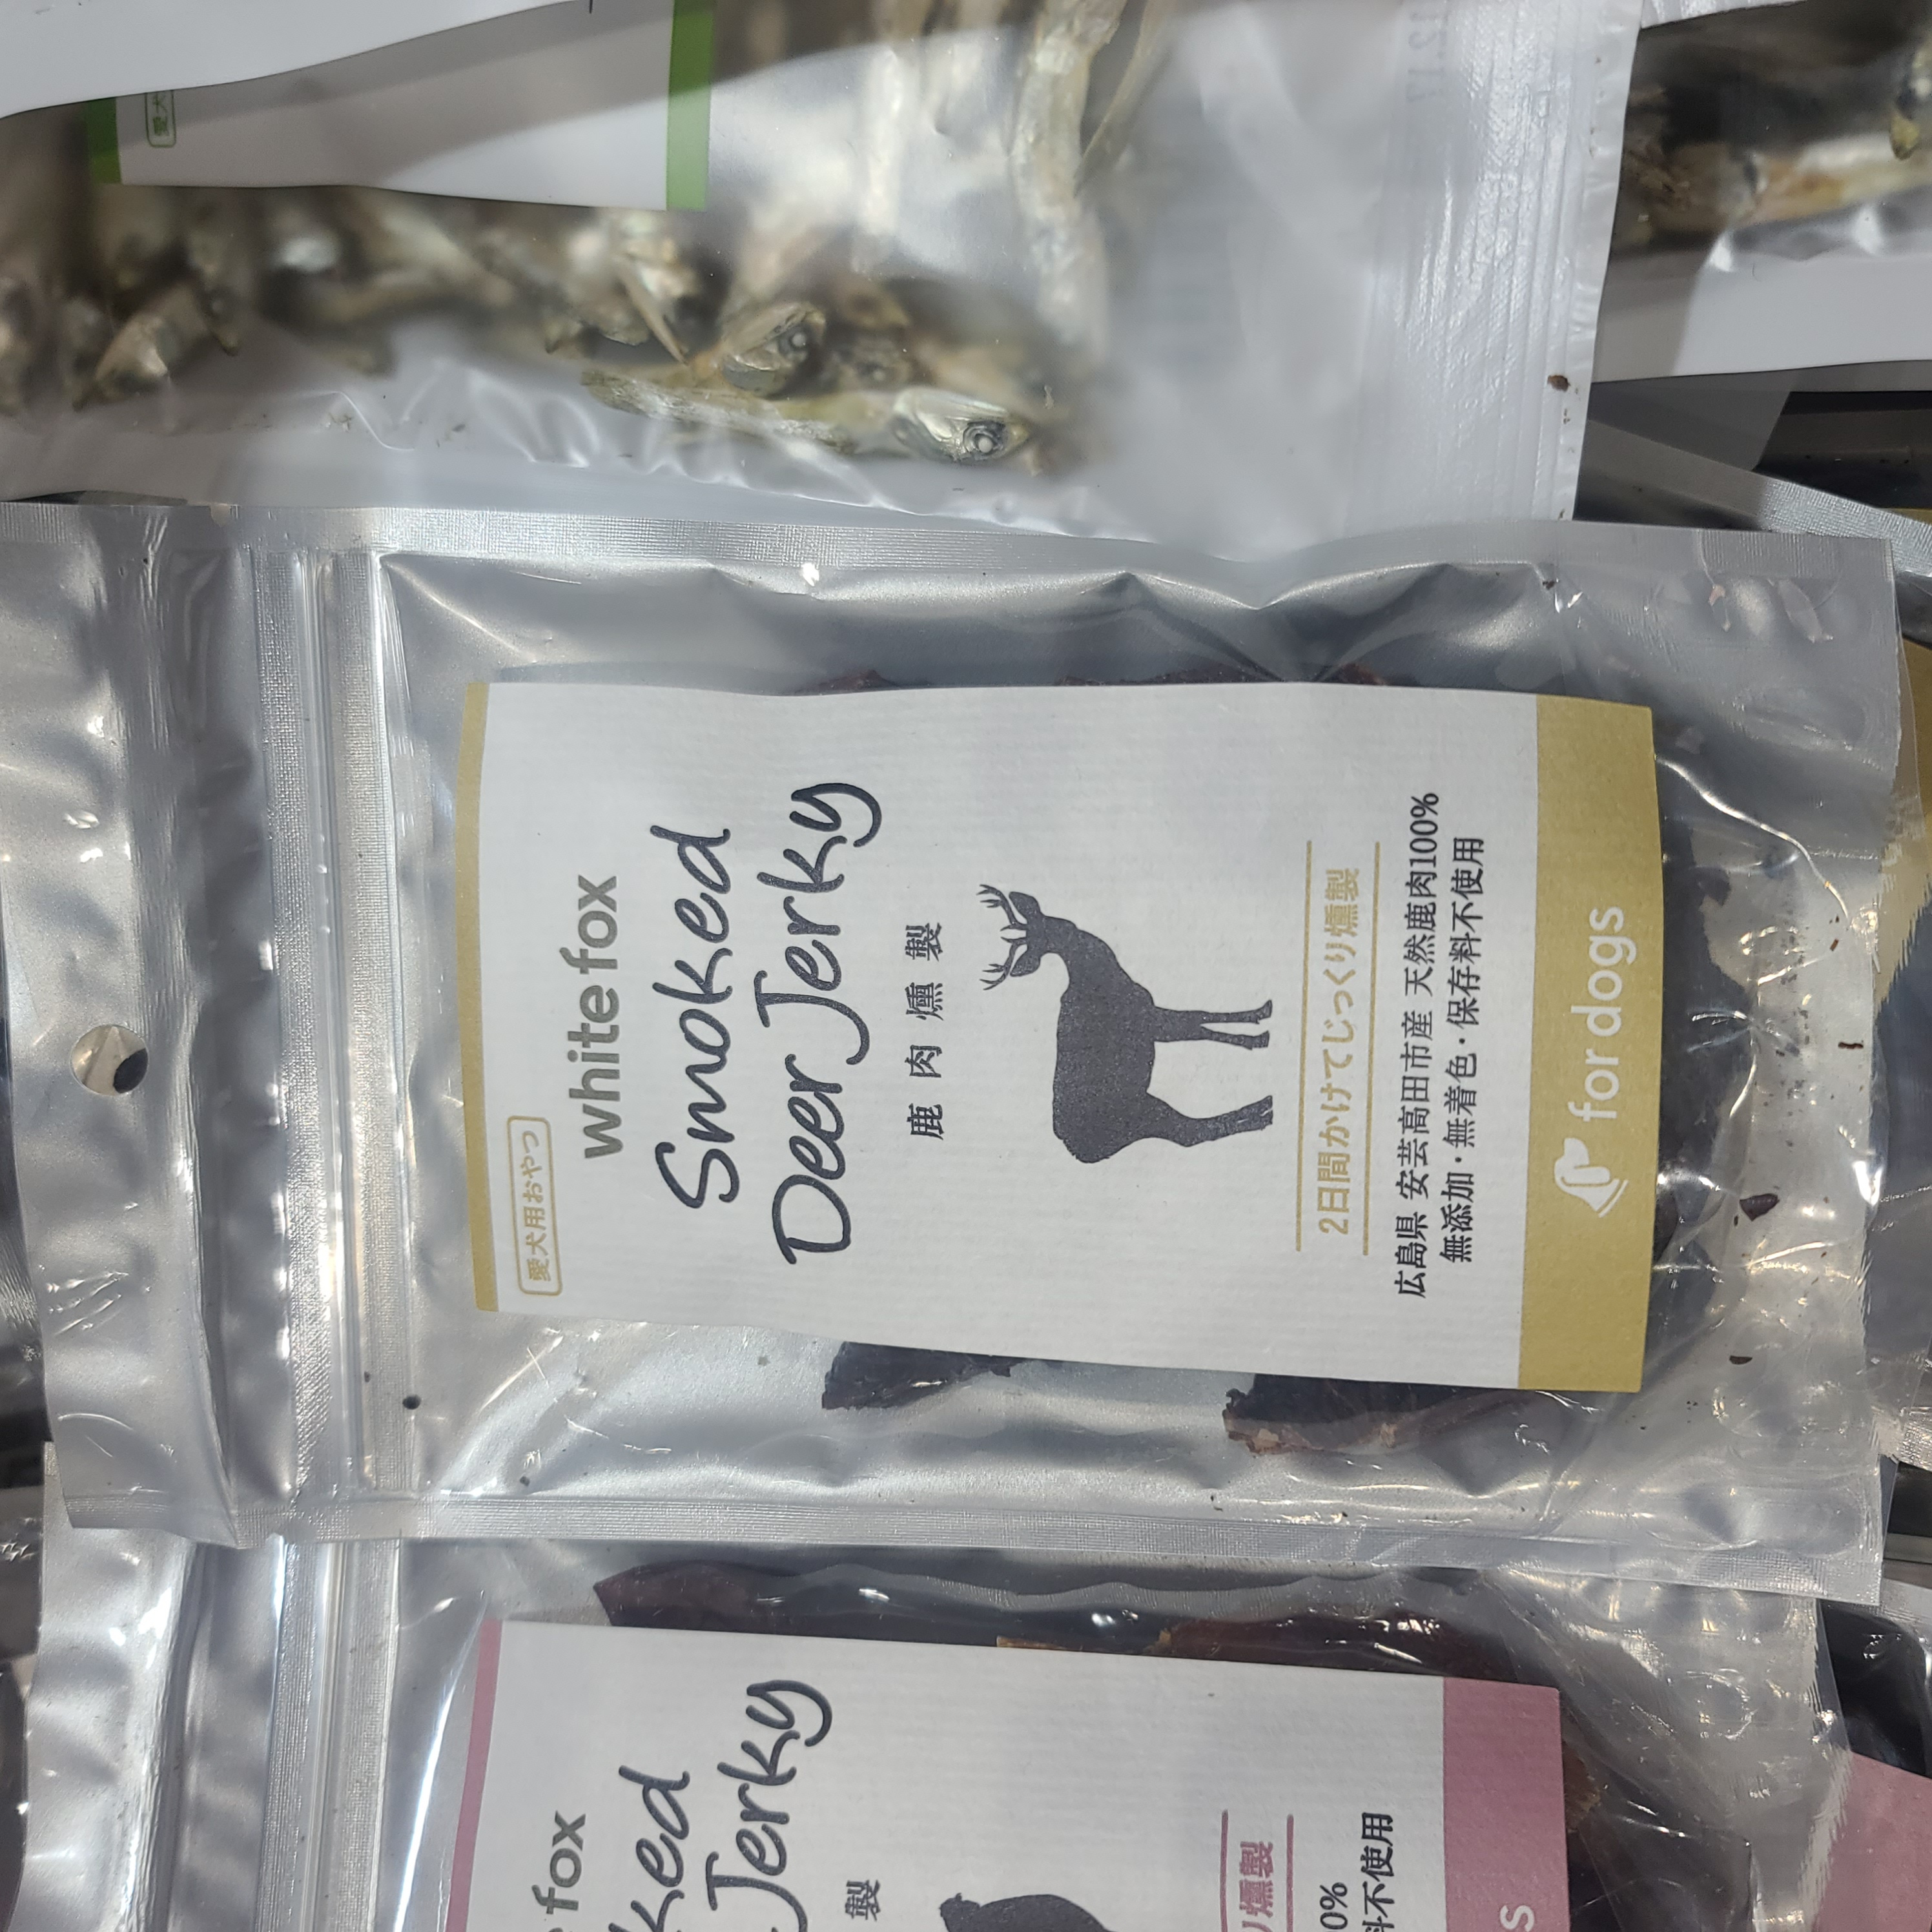 愛犬用おやつ
white fox
Smoked
Deer Jerky
鹿肉燻製
2日間かけてじっくり燻製
広島県 安芸高田市産 天然鹿肉100%
無添加・無着色・保存料不使用
for dogs
愛犬
fox
ked
Jerky
製
り燻製
0%
料不使用
s